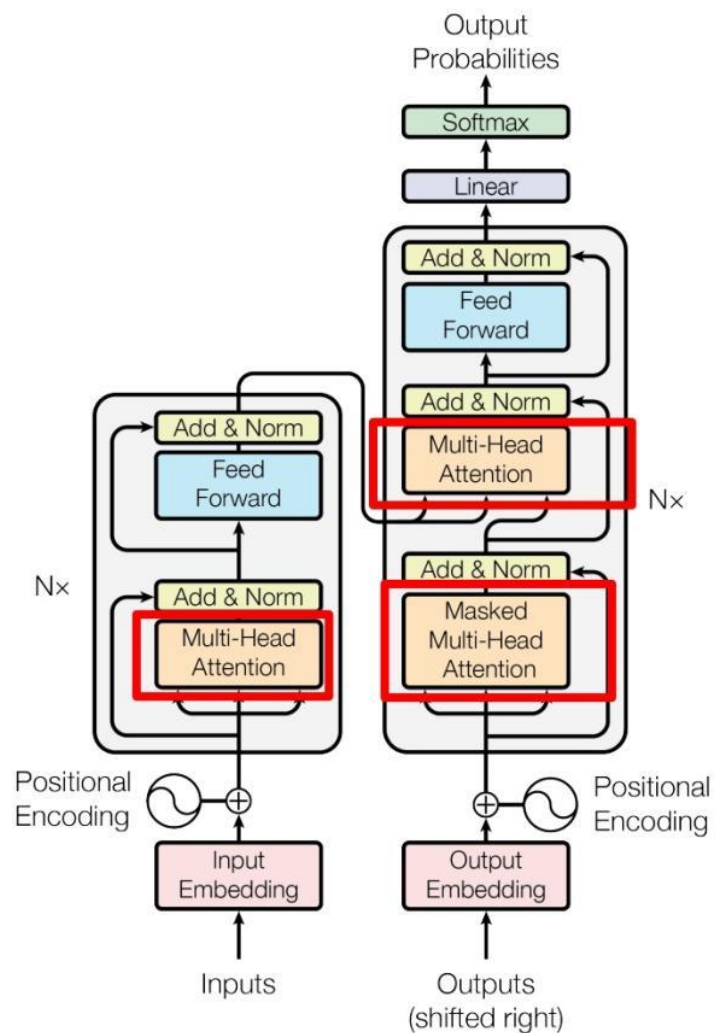 Output
Probabilities
Softmax
Linear
Add & Norm
Feed
Forward
Add & Norm
Multi-Head
Attention
Nx
Add & Norm
Masked
Multi-Head
Attention
Add & Norm
Feed
Forward
Nx
Add & Norm
Multi-Head
Attention
Positional
Encoding
Positional
Encoding
Input
Embedding
Output
Embedding
Inputs
Outputs
(shifted right)